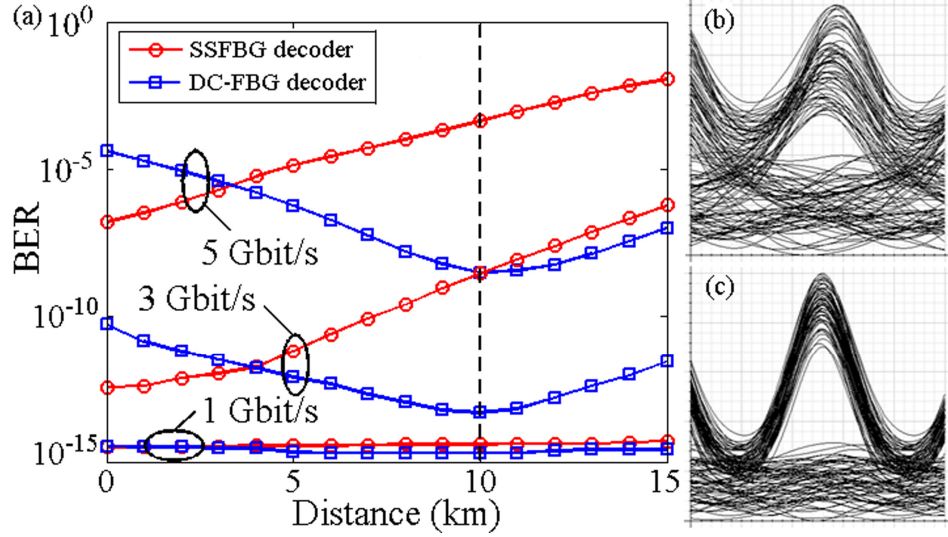 (a)
10^0
SSFBG decoder
DC-FBG decoder
10^-5
5 Gbit/s
10^-10
3 Gbit/s
1 Gbit/s
10^-15
BER
0 5 10 15
Distance (km)
(b)
(c)